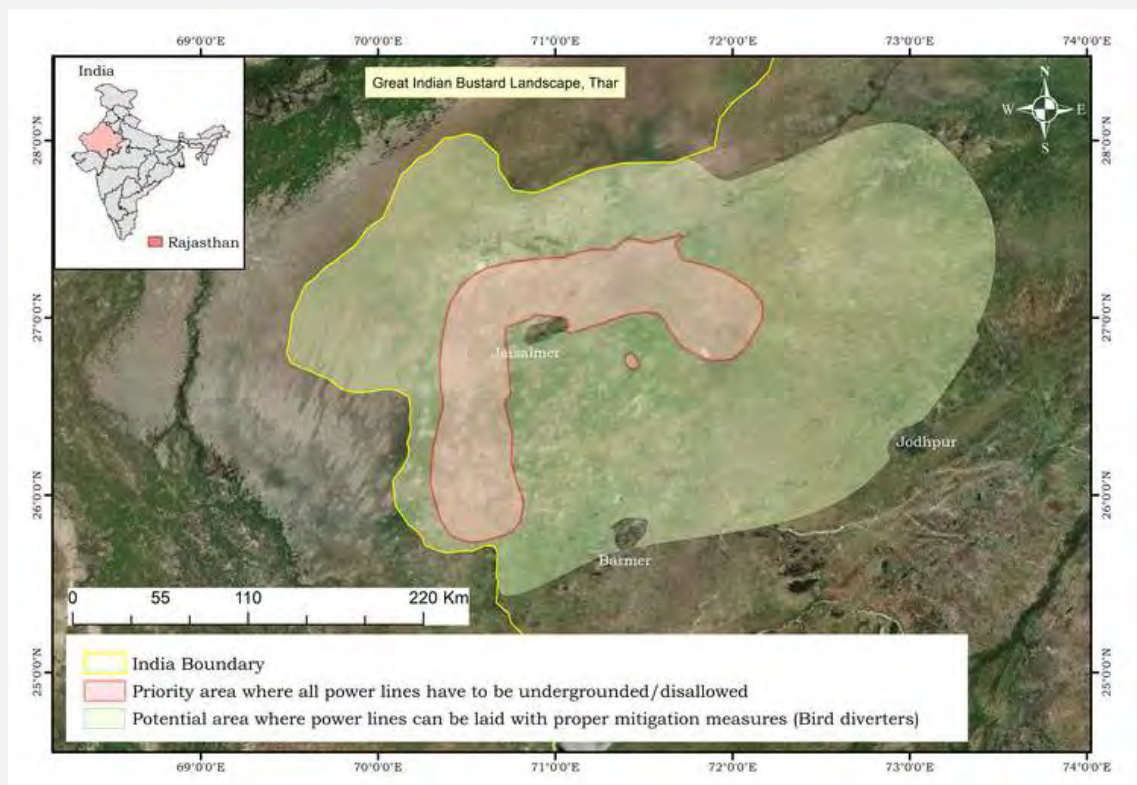 69°0'0"E 70°0'0"E 71°0'0"E 72°0'0"E 73°0'0"E 74°0'0"E
India
Rajasthan
Great Indian Bustard Landscape, Thar
N
W E
S
28°0'0"N 28°0'0"N
27°0'0"N 27°0'0"N
Jaisalmer
Jodhpur
26°0'0"N 26°0'0"N
Barmer
0 55 110 220 Km
India Boundary
Priority area where all power lines have to be undergrounded/disallowed
Potential area where power lines can be laid with proper mitigation measures (Bird diverters)
25°0'0"N 25°0'0"N
69°0'0"E 70°0'0"E 71°0'0"E 72°0'0"E 73°0'0"E 74°0'0"E